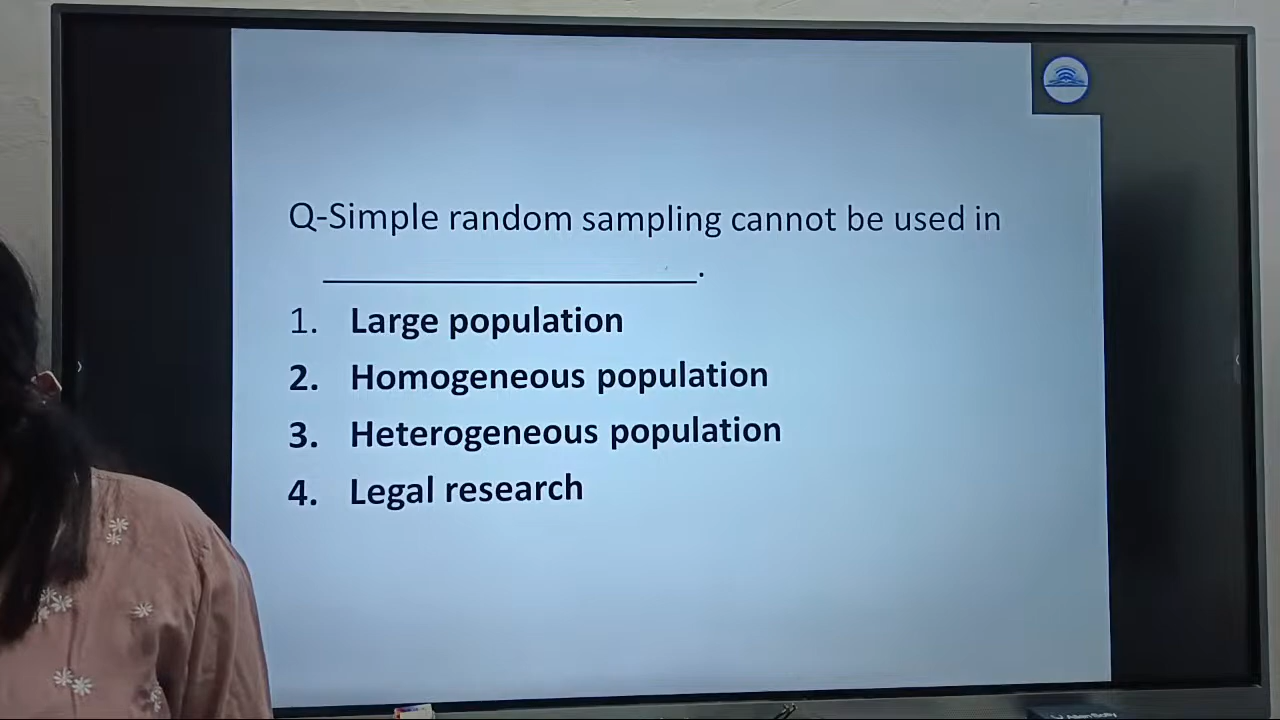 Q-Simple random sampling cannot be used in
____________________.
1. Large population
2. Homogeneous population
3. Heterogeneous population
4. Legal research